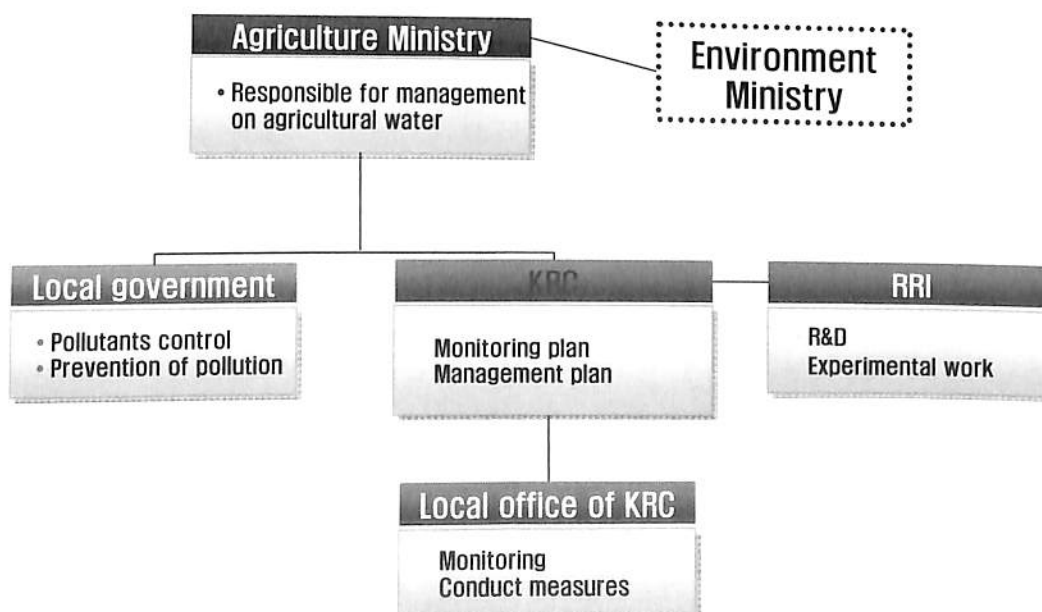 Agriculture Ministry
• Responsible for management
on agricultural water
Environment
Ministry
Local government
• Pollutants control
• Prevention of pollution
KRC
Monitoring plan
Management plan
RRI
R&D
Experimental work
Local office of KRC
Monitoring
Conduct measures